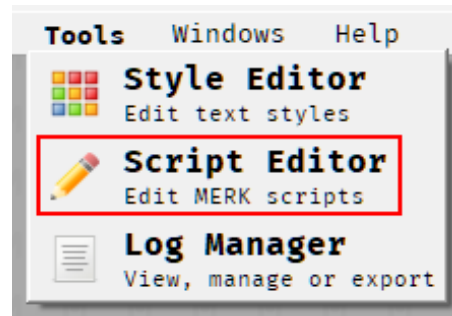 Tools Windows Help
Style Editor
Edit text styles
Script Editor
Edit MERK scripts
Log Manager
View, manage or export